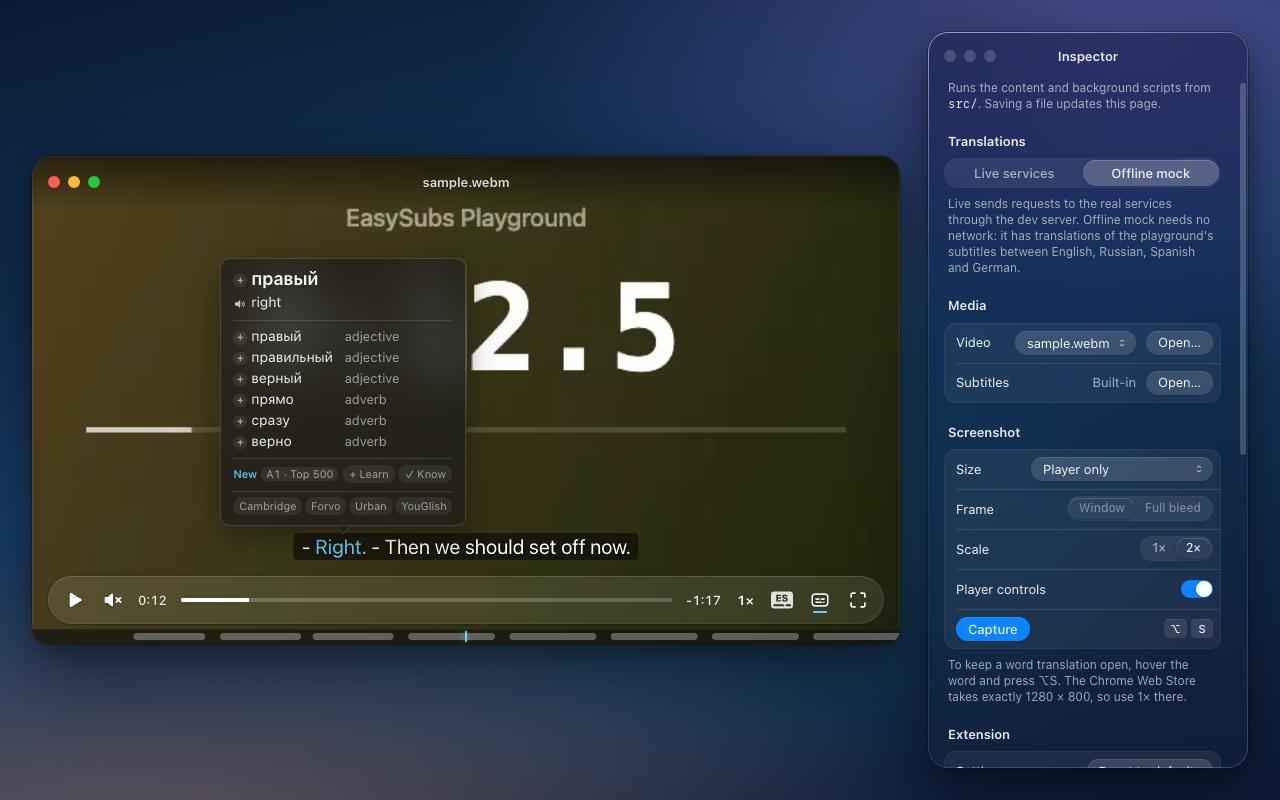 sample.webm
EasySubs Playground
2.5
правый
right
правый adjective
правильный adjective
верный adjective
прямо adverb
сразу adverb
верно adverb
New A1 · Top 500 + Learn ✓ Know
Cambridge Forvo Urban YouGlish
- Right. - Then we should set off now.
0:12 -1:17 1× ES
Inspector
Runs the content and background scripts from
src/. Saving a file updates this page.
Translations
Live services Offline mock
Live sends requests to the real services
through the dev server. Offline mock needs no
network: it has translations of the playground's
subtitles between English, Russian, Spanish
and German.
Media
Video sample.webm Open...
Subtitles Built-in Open...
Screenshot
Size Player only
Frame Window Full bleed
Scale 1× 2×
Player controls
Capture ⌥ S
To keep a word translation open, hover the
word and press ⌥S. The Chrome Web Store
takes exactly 1280 × 800, so use 1× there.
Extension